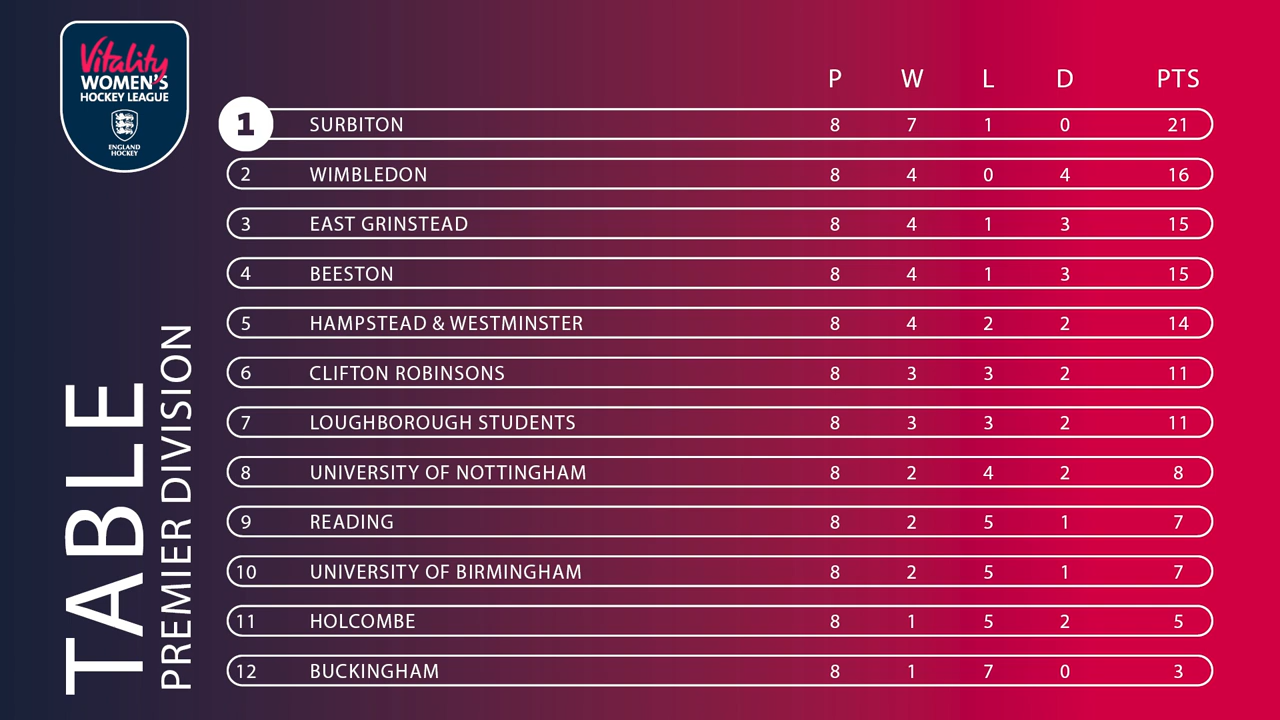 Vitality
WOMEN'S
HOCKEY LEAGUE
ENGLAND
HOCKEY
TABLE
PREMIER DIVISION
P W L D PTS
1 SURBITON 8 7 1 0 21
2 WIMBLEDON 8 4 0 4 16
3 EAST GRINSTEAD 8 4 1 3 15
4 BEESTON 8 4 1 3 15
5 HAMPSTEAD & WESTMINSTER 8 4 2 2 14
6 CLIFTON ROBINSONS 8 3 3 2 11
7 LOUGHBOROUGH STUDENTS 8 3 3 2 11
8 UNIVERSITY OF NOTTINGHAM 8 2 4 2 8
9 READING 8 2 5 1 7
10 UNIVERSITY OF BIRMINGHAM 8 2 5 1 7
11 HOLCOMBE 8 1 5 2 5
12 BUCKINGHAM 8 1 7 0 3